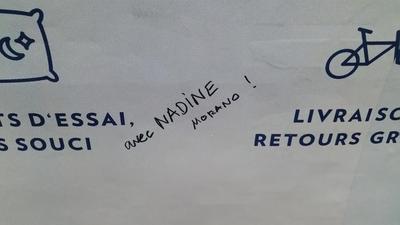 TS D'ESSAI,
S SOUCI
avec NADINE
MORANO !
LIVRAISO
RETOURS GR